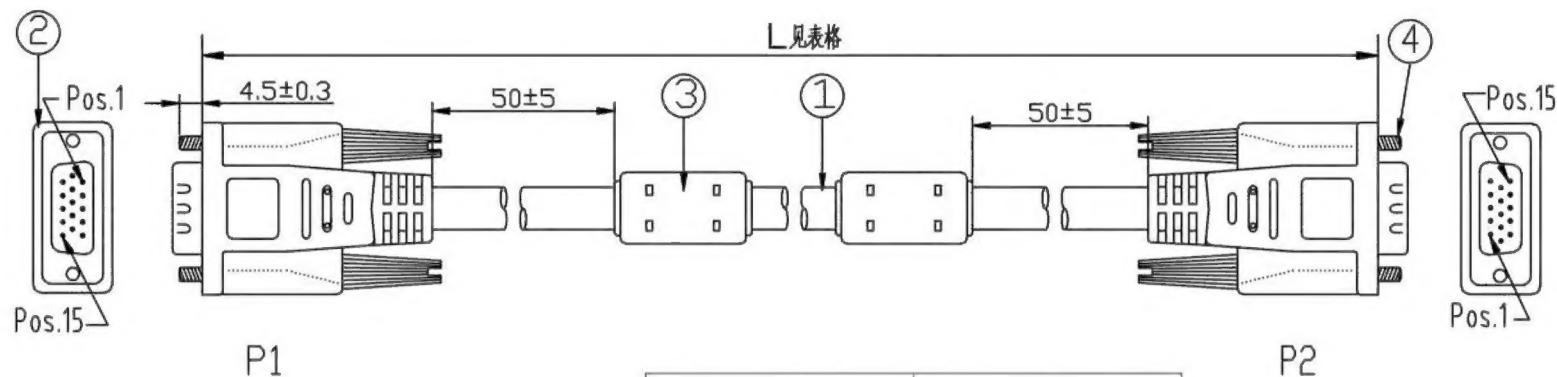 ② L见表格 ④
Pos.1 4.5±0.3 50±5 ③ ① 50±5 Pos.15
Pos.15 Pos.1
P1 P2